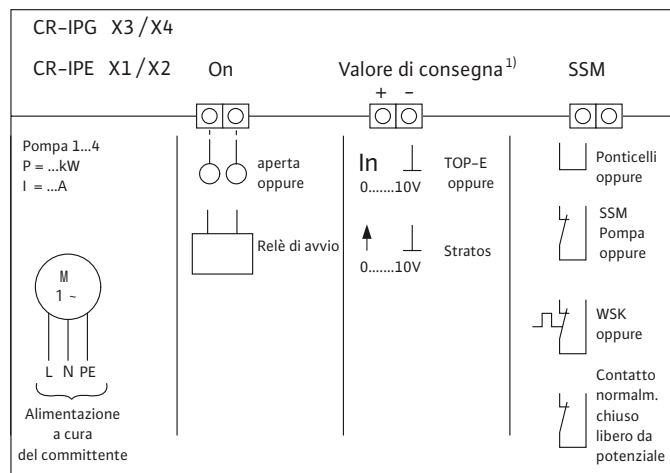 CR-IPG X3/X4
CR-IPE X1/X2 On Valore di consegna1) SSM
+ –
Pompa 1...4
P = ...kW
I = ...A
M
1 ~
L N PE
Alimentazione
a cura
del committente
aperta
oppure
Relè di avvio
In
0.......10V
TOP-E
oppure
0.......10V
Stratos
Ponticelli
oppure
SSM
Pompa
oppure
WSK
oppure
Contatto
normalm.
chiuso
libero da
potenziale